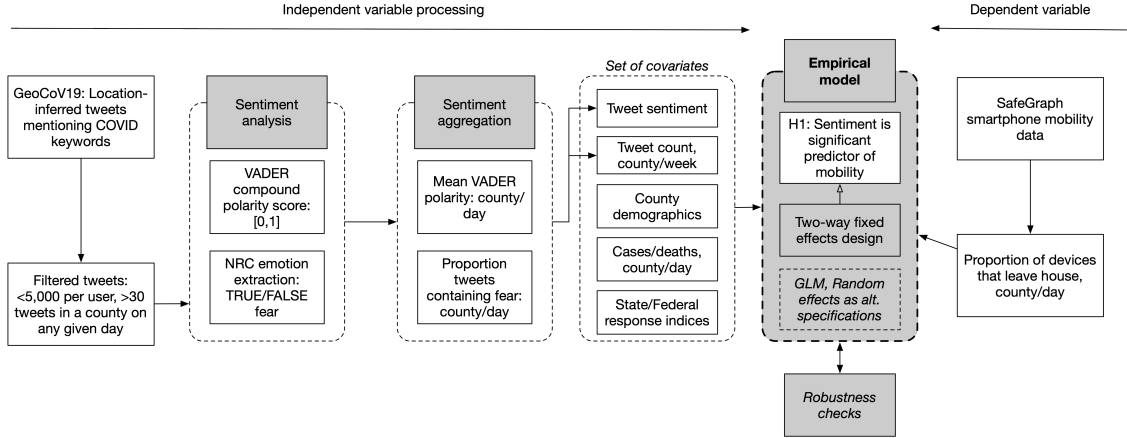 Independent variable processing
Dependent variable
GeoCoV19: Location-
inferred tweets
mentioning COVID
keywords
Filtered tweets:
<5,000 per user, >30
tweets in a county on
any given day
Sentiment
analysis
VADER
compound
polarity score:
[0,1]
NRC emotion
extraction:
TRUE/FALSE
fear
Sentiment
aggregation
Mean VADER
polarity: county/
day
Proportion
tweets
containing fear:
county/day
Set of covariates
Tweet sentiment
Tweet count,
county/week
County
demographics
Cases/deaths,
county/day
State/Federal
response indices
Empirical
model
H1: Sentiment is
significant
predictor of
mobility
Two-way fixed
effects design
GLM, Random
effects as alt.
specifications
Robustness
checks
SafeGraph
smartphone mobility
data
Proportion of devices
that leave house,
county/day